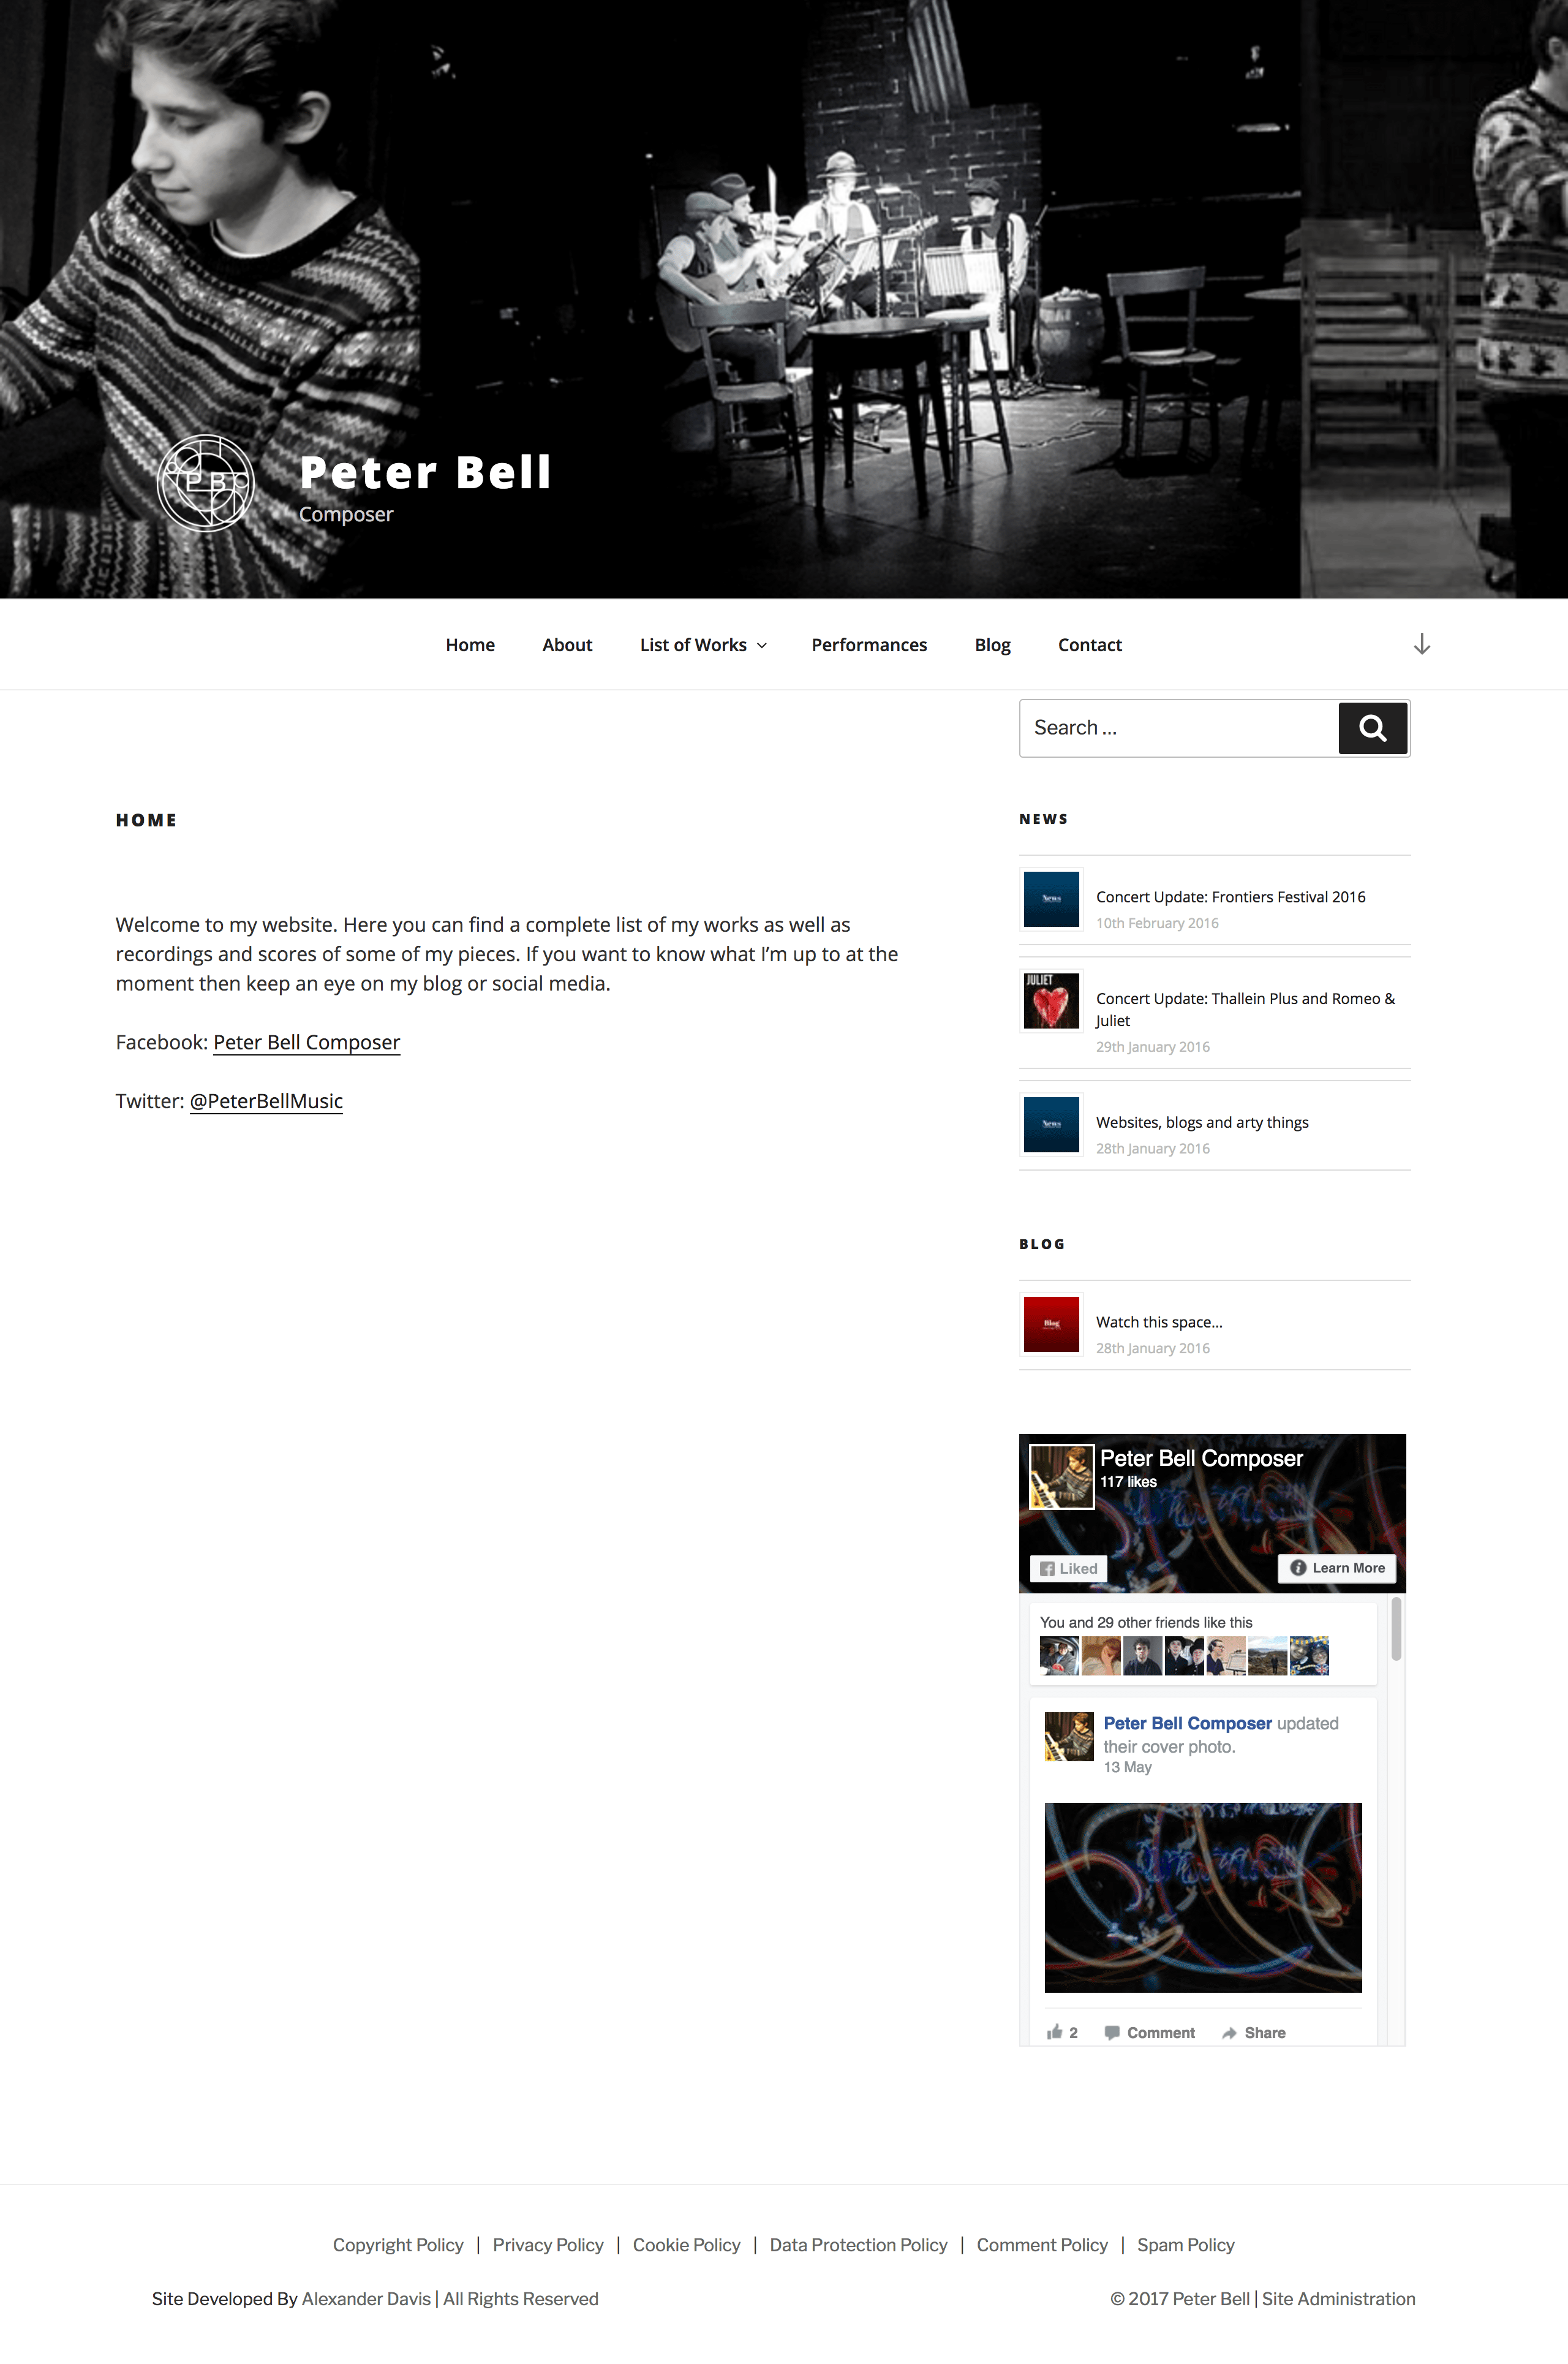 P B
Peter Bell
Composer
Home About List of Works Performances Blog Contact
Search ...
HOME
Welcome to my website. Here you can find a complete list of my works as well as
recordings and scores of some of my pieces. If you want to know what I’m up to at the
moment then keep an eye on my blog or social media.
Facebook: Peter Bell Composer
Twitter: @PeterBellMusic
NEWS
News
Concert Update: Frontiers Festival 2016
10th February 2016
JULIET
Concert Update: Thallein Plus and Romeo &
Juliet
29th January 2016
News
Websites, blogs and arty things
28th January 2016
BLOG
Blog
Watch this space...
28th January 2016
Peter Bell Composer
117 likes
Liked
Learn More
You and 29 other friends like this
Peter Bell Composer updated
their cover photo.
13 May
2 Comment Share
Copyright Policy | Privacy Policy | Cookie Policy | Data Protection Policy | Comment Policy | Spam Policy
Site Developed By Alexander Davis | All Rights Reserved
© 2017 Peter Bell | Site Administration